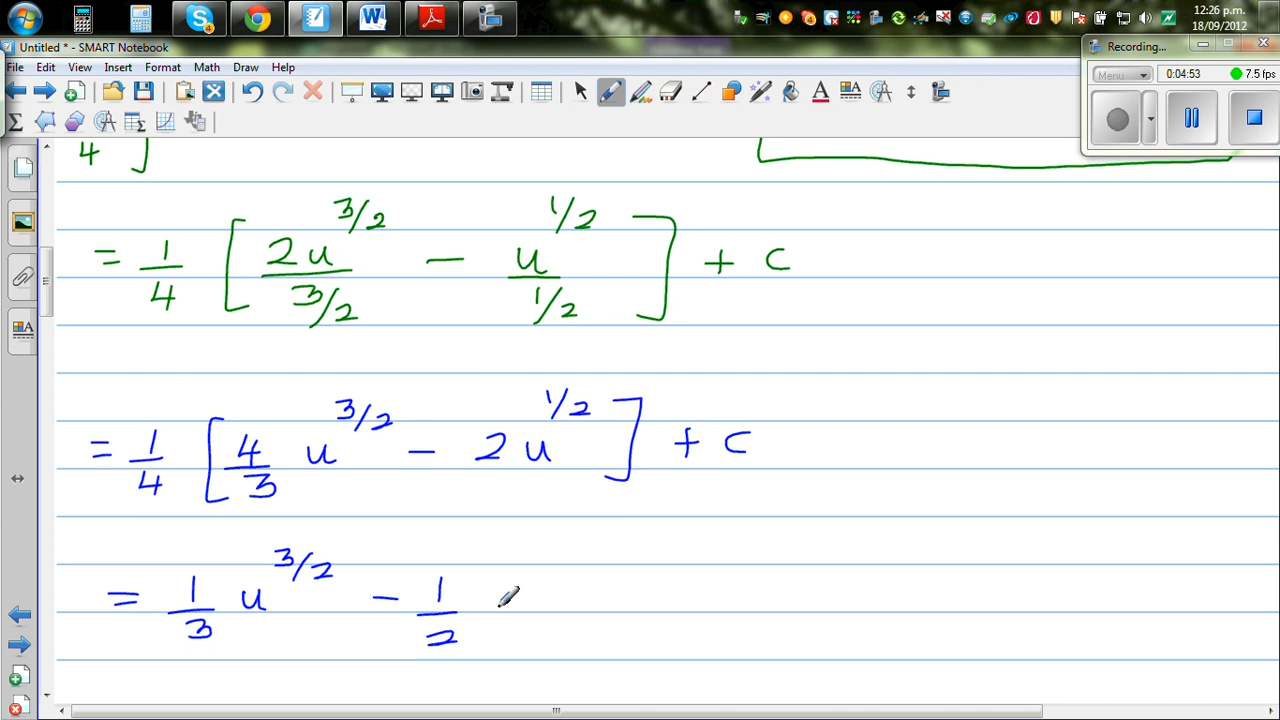 12:26 p.m.
18/09/2012
Untitled * - SMART Notebook
Recording...
File Edit View Insert Format Math Draw Help
Menu 0:04:53 7.5 fps
4 ]
= 1/4 [ 2u^3/2 / 3/2 - u^1/2 / 1/2 ] + c
= 1/4 [ 4/3 u^3/2 - 2u^1/2 ] + c
= 1/3 u^3/2 - 1/2